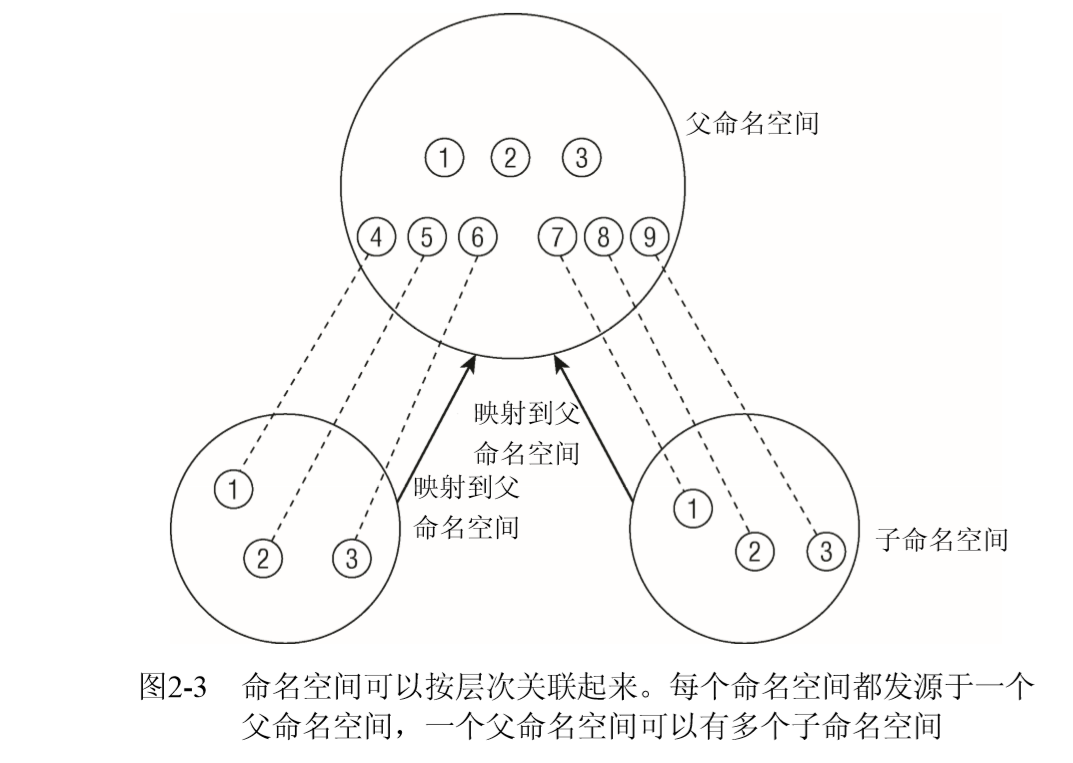 父命名空间
① ② ③
④ ⑤ ⑥ ⑦ ⑧ ⑨
映射到父
命名空间
映射到父
命名空间
① ② ③
① ② ③
子命名空间
图2-3 命名空间可以按层次关联起来。每个命名空间都发源于一个
父命名空间，一个父命名空间可以有多个子命名空间